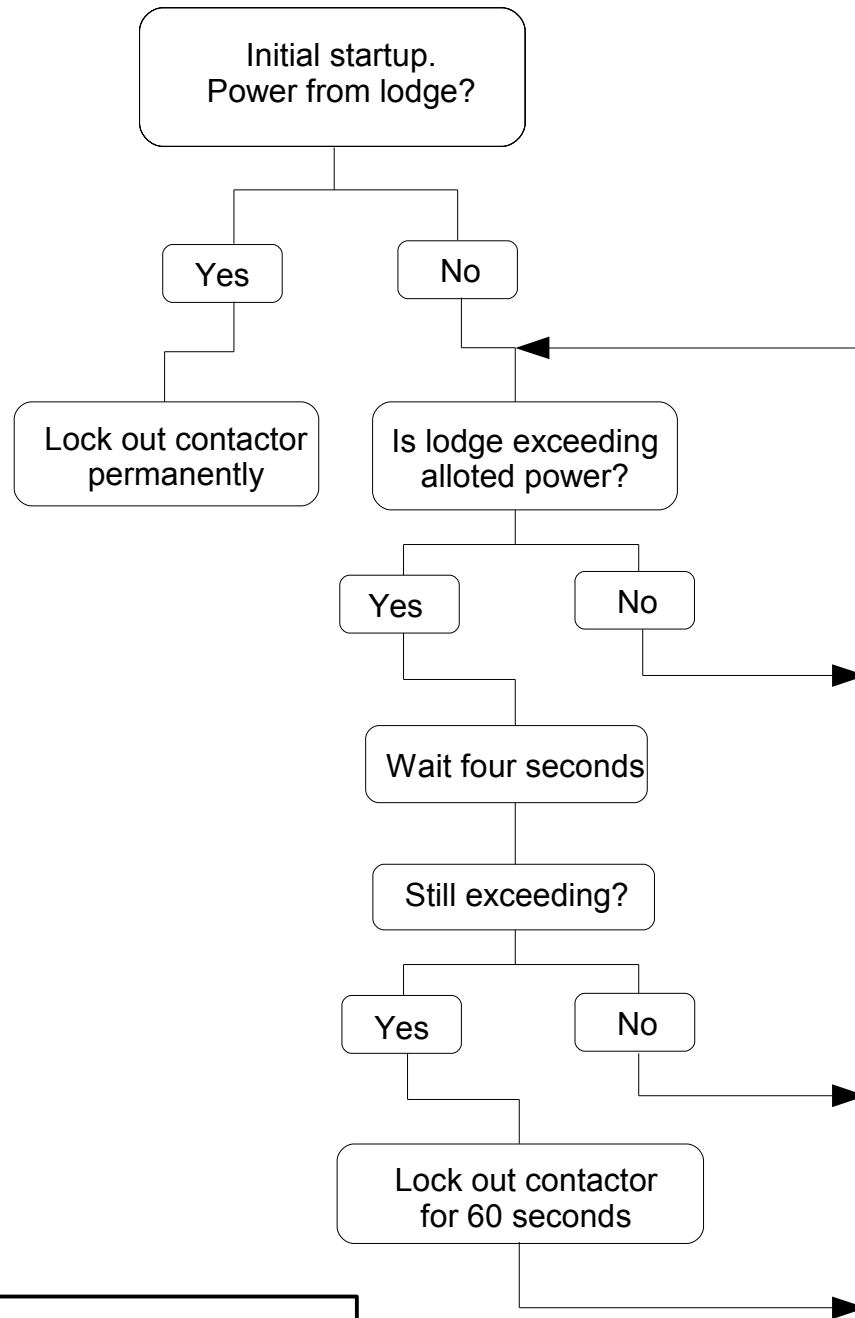 Initial startup.
Power from lodge?
Yes
No
Lock out contactor
permanently
Is lodge exceeding
alloted power?
Yes
No
Wait four seconds
Still exceeding?
Yes
No
Lock out contactor
for 60 seconds